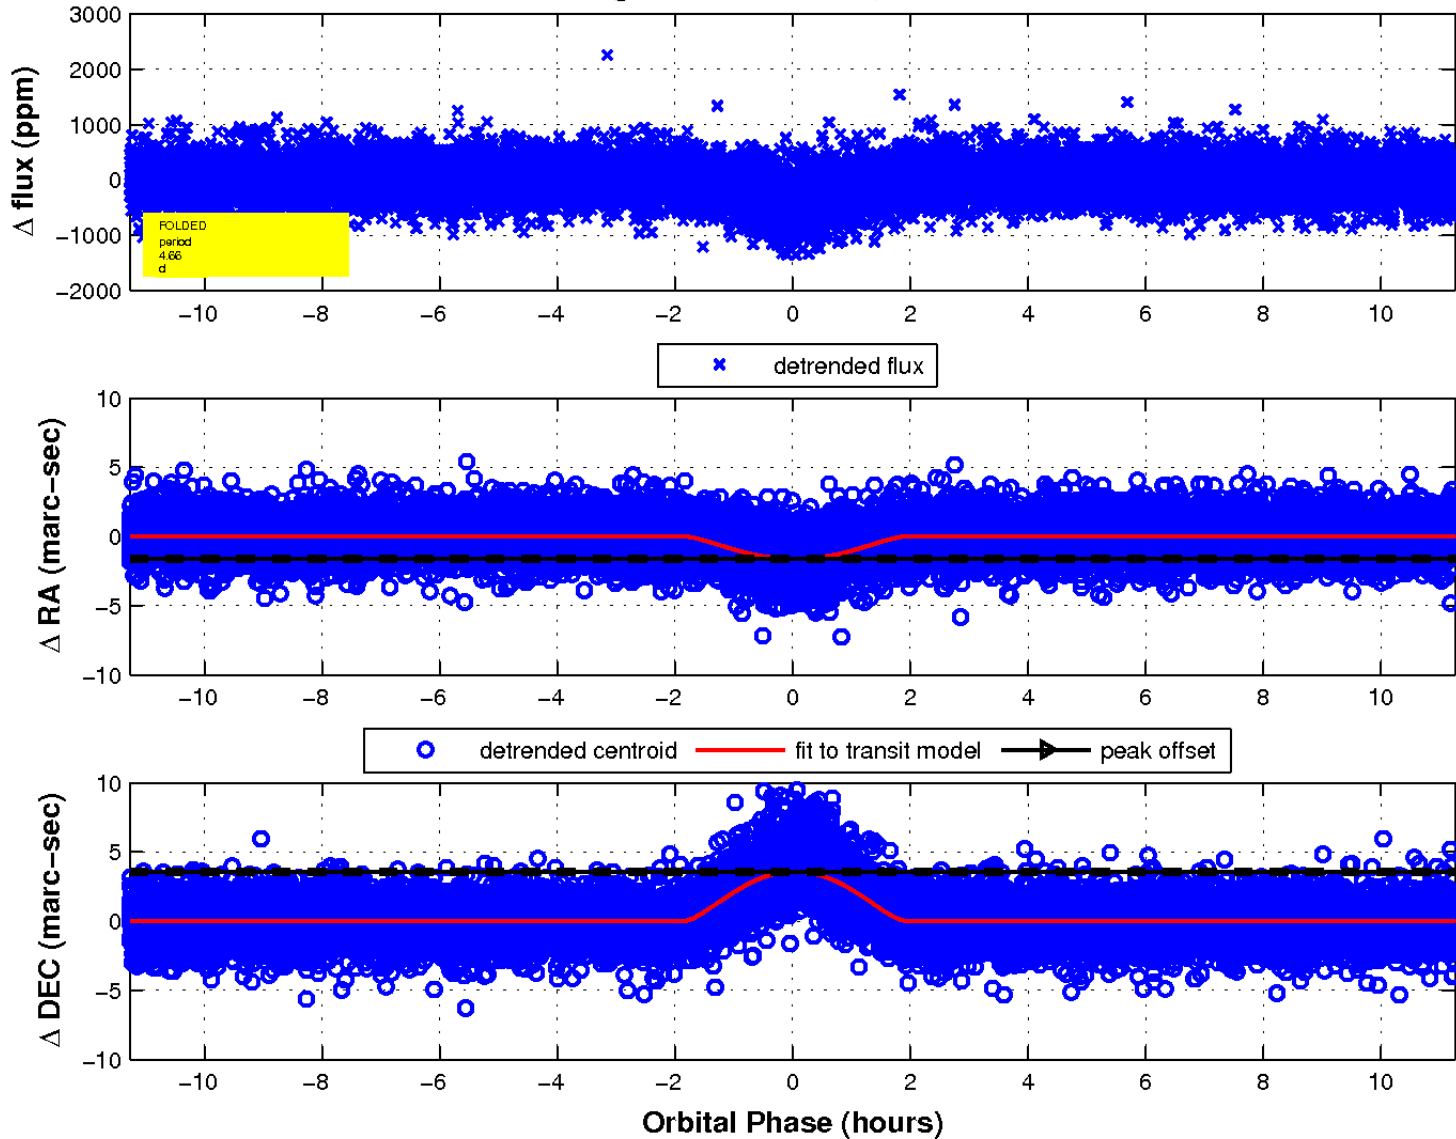 3000
2000
1000
0
−1000
−2000
Δ flux (ppm)
FOLDED
period
4.66
d
−10 −8 −6 −4 −2 0 2 4 6 8 10
detrended flux
10
5
0
−5
−10
Δ RA (marc−sec)
−10 −8 −6 −4 −2 0 2 4 6 8 10
detrended centroid fit to transit model peak offset
10
5
0
−5
−10
Δ DEC (marc−sec)
−10 −8 −6 −4 −2 0 2 4 6 8 10
Orbital Phase (hours)